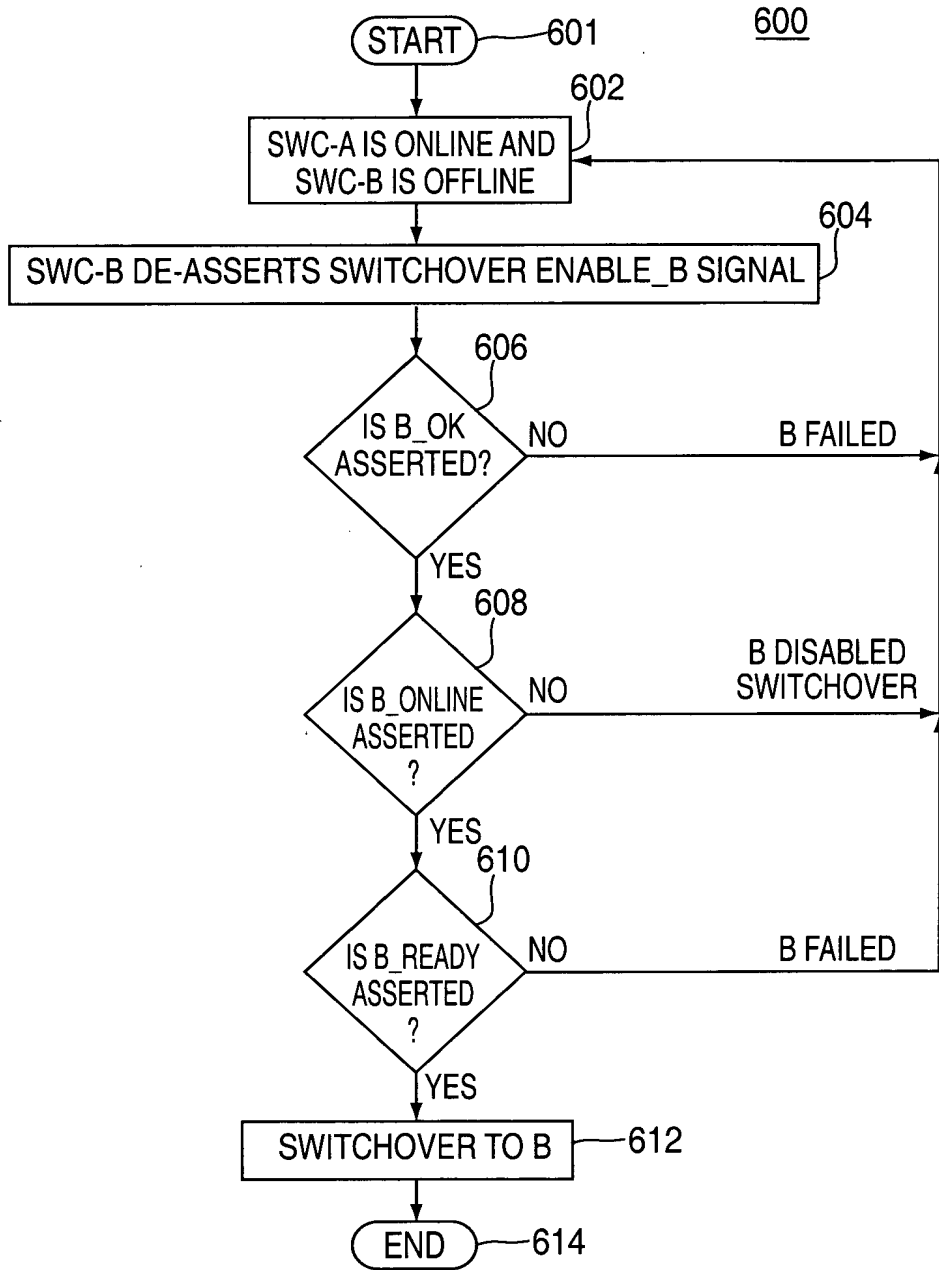 600
START
601
602
SWC-A IS ONLINE AND
SWC-B IS OFFLINE
604
SWC-B DE-ASSERTS SWITCHOVER ENABLE_B SIGNAL
606
IS B_OK
ASSERTED?
NO
B FAILED
YES
608
IS B_ONLINE
ASSERTED
?
NO
B DISABLED
SWITCHOVER
YES
610
IS B_READY
ASSERTED
?
NO
B FAILED
YES
SWITCHOVER TO B
612
END
614